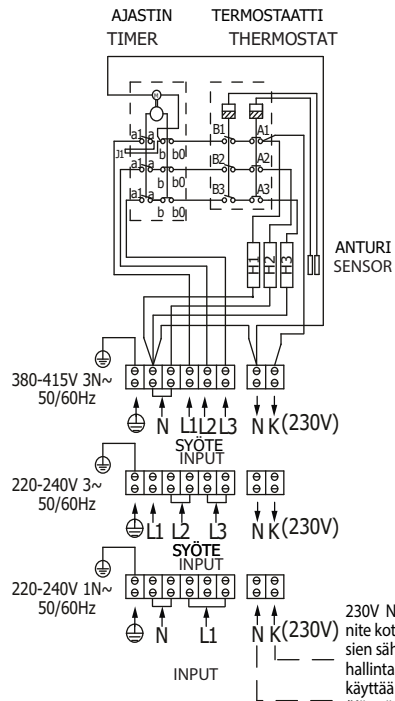 AJASTIN TERMOSTAATTI
TIMER THERMOSTAT
M
B1 A1
a1 a
J1 b b0
B2 A2
a1 a
b b0
B3 A3
a1 a
b b0
H1 H2 H3
ANTURI
SENSOR
380-415V 3N~
50/60Hz
N L1 L2 L3 N K (230V)
SYÖTE
INPUT
220-240V 3~
50/60Hz
L1 L2 L3 N K (230V)
SYÖTE
INPUT
220-240V 1N~
50/60Hz
N L1 N K (230V)
INPUT
230V N
nite kot
sien säh
hallinta
käyttää